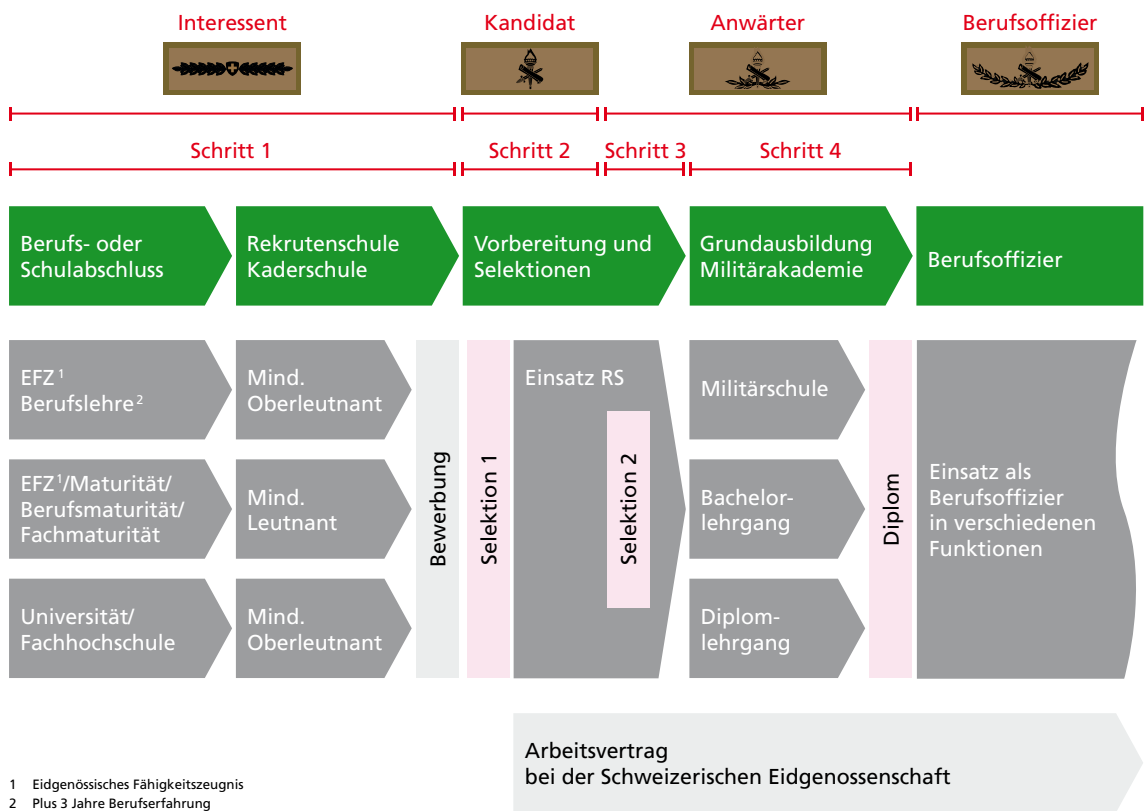 Interessent
Kandidat
Anwärter
Berufsoffizier
Schritt 1
Schritt 2
Schritt 3
Schritt 4
Berufs- oder
Schulabschluss
Rekrutenschule
Kaderschule
Vorbereitung und
Selektionen
Grundausbildung
Militärakademie
Berufsoffizier
EFZ ¹
Berufslehre ²
Mind.
Oberleutnant
EFZ ¹/Maturität/
Berufsmaturität/
Fachmaturität
Mind.
Leutnant
Universität/
Fachhochschule
Mind.
Oberleutnant
Bewerbung
Selektion 1
Einsatz RS
Selektion 2
Militärschule
Bachelor-
lehrgang
Diplom-
lehrgang
Diplom
Einsatz als
Berufsoffizier
in verschiedenen
Funktionen
Arbeitsvertrag
bei der Schweizerischen Eidgenossenschaft
1 Eidgenössisches Fähigkeitszeugnis
2 Plus 3 Jahre Berufserfahrung